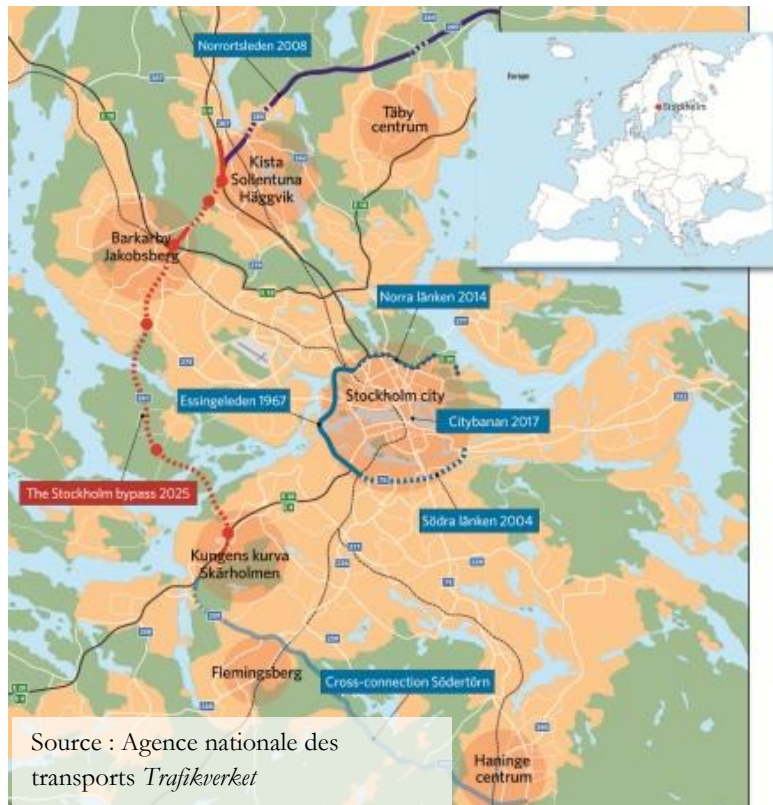 Norrortsleden 2008
Europe
Stockholm
Täby
centrum
Kista
Sollentuna
Häggvik
Barkarby
Jakobsberg
Norra länken 2014
Essingeleden 1967
Stockholm city
Citybanan 2017
The Stockholm bypass 2025
Södra länken 2004
Kungens kurva
Skärholmen
Flemingsberg
Cross-connection Södertörn
Haninge
centrum
Source : Agence nationale des
transports Trafikverket